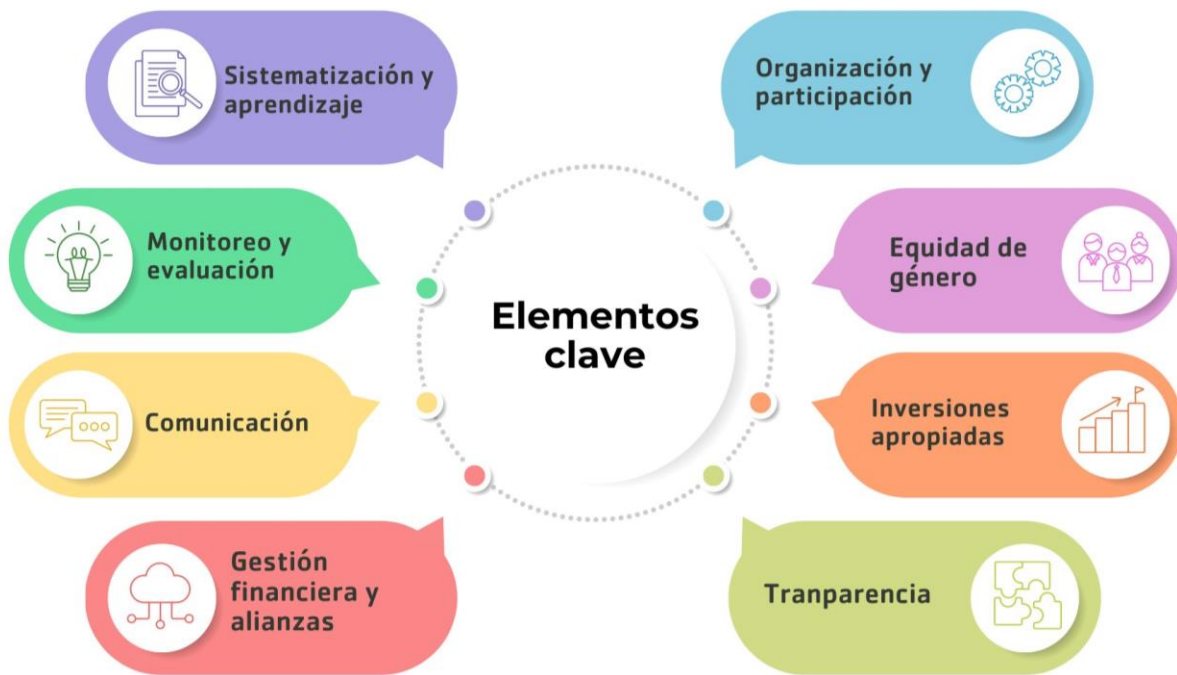 Sistematización y
aprendizaje
Organización y
participación
Monitoreo y
evaluación
Equidad de
género
Elementos
clave
Comunicación
Inversiones
apropiadas
Gestión
financiera y
alianzas
Tranparencia